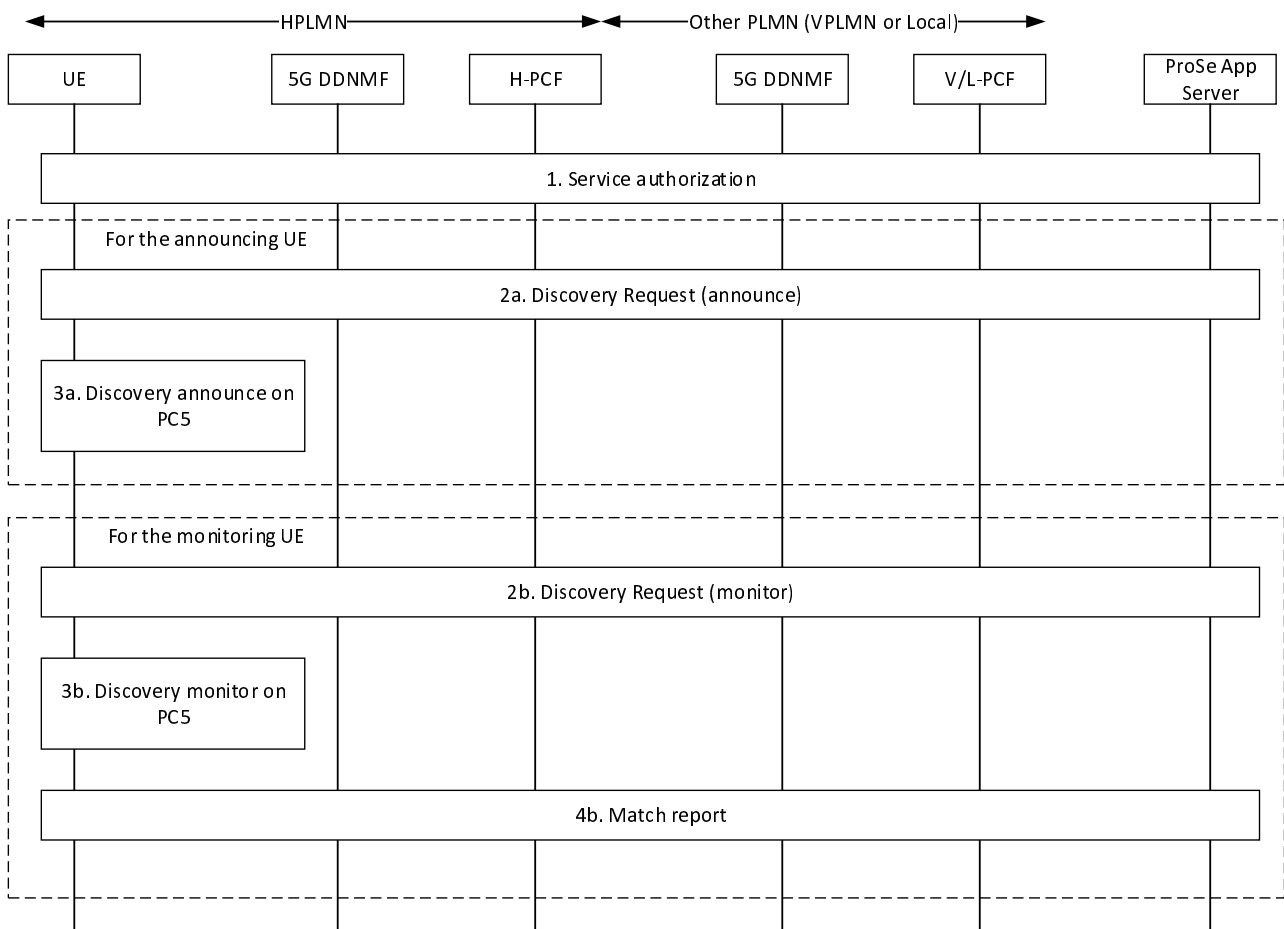 HPLMN
Other PLMN (VPLMN or Local)
UE
5G DDNMF
H-PCF
5G DDNMF
V/L-PCF
ProSe App
Server
1. Service authorization
For the announcing UE
2a. Discovery Request (announce)
3a. Discovery announce on
PC5
For the monitoring UE
2b. Discovery Request (monitor)
3b. Discovery monitor on
PC5
4b. Match report